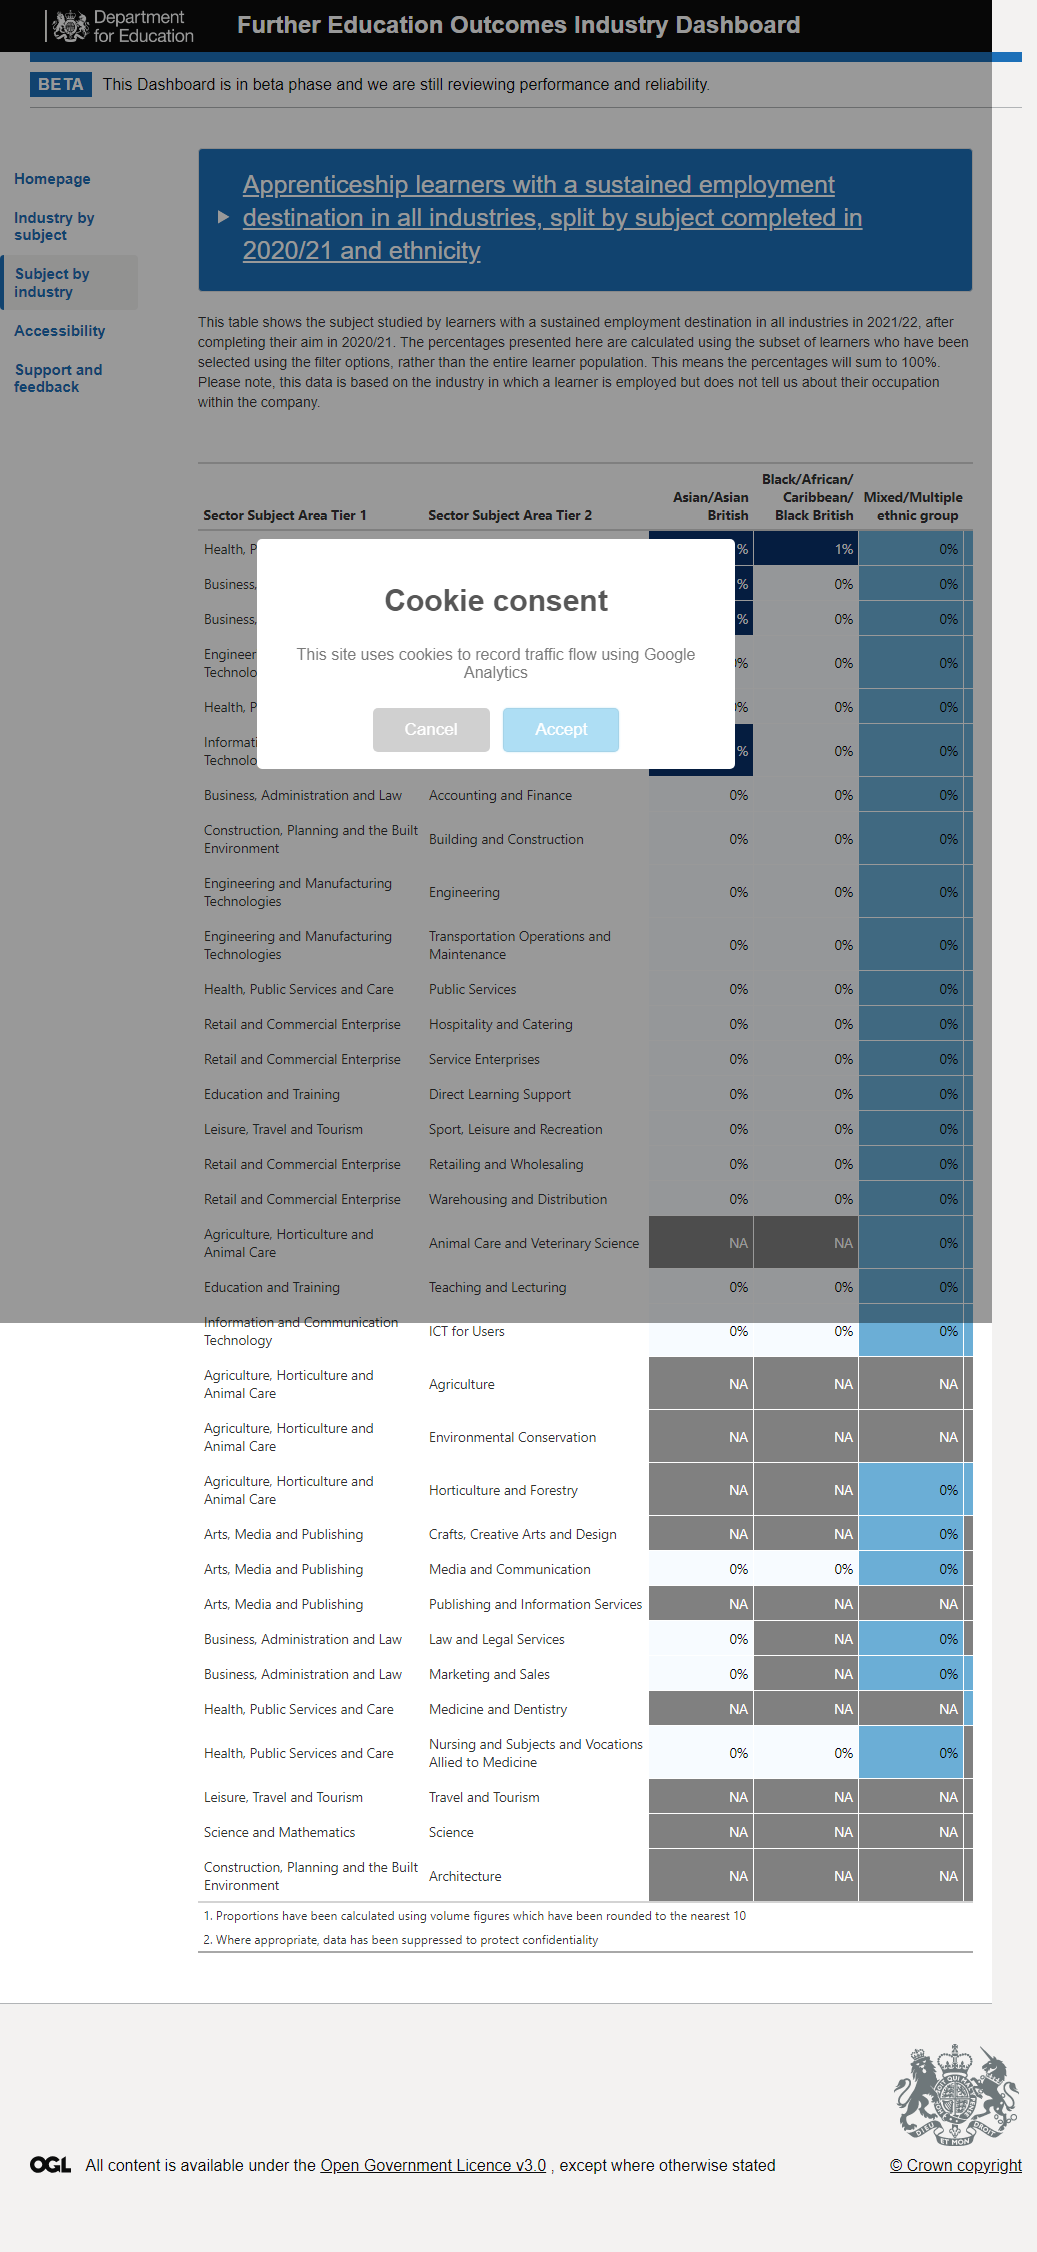 Department
for Education
Further Education Outcomes Industry Dashboard
BETA This Dashboard is in beta phase and we are still reviewing performance and reliability.
Homepage
Industry by
subject
Subject by
industry
Accessibility
Support and
feedback
Apprenticeship learners with a sustained employment
destination in all industries, split by subject completed in
2020/21 and ethnicity
This table shows the subject studied by learners with a sustained employment destination in all industries in 2021/22, after
completing their aim in 2020/21. The percentages presented here are calculated using the subset of learners who have been
selected using the filter options, rather than the entire learner population. This means the percentages will sum to 100%.
Please note, this data is based on the industry in which a learner is employed but does not tell us about their occupation
within the company.
Sector Subject Area Tier 1 Sector Subject Area Tier 2 Asian/Asian British Black/African/ Caribbean/ Black British Mixed/Multiple ethnic group
Health, P % 1% 0%
Business, % 0% 0%
Business, % 0% 0%
Engineer
Technolo % 0% 0%
Health, P % 0% 0%
Informati
Technolo % 0% 0%
Cookie consent
This site uses cookies to record traffic flow using Google
Analytics
Cancel Accept
Business, Administration and Law Accounting and Finance 0% 0% 0%
Construction, Planning and the Built
Environment Building and Construction 0% 0% 0%
Engineering and Manufacturing
Technologies Engineering 0% 0% 0%
Engineering and Manufacturing Transportation Operations and
Technologies Maintenance 0% 0% 0%
Health, Public Services and Care Public Services 0% 0% 0%
Retail and Commercial Enterprise Hospitality and Catering 0% 0% 0%
Retail and Commercial Enterprise Service Enterprises 0% 0% 0%
Education and Training Direct Learning Support 0% 0% 0%
Leisure, Travel and Tourism Sport, Leisure and Recreation 0% 0% 0%
Retail and Commercial Enterprise Retailing and Wholesaling 0% 0% 0%
Retail and Commercial Enterprise Warehousing and Distribution 0% 0% 0%
Agriculture, Horticulture and
Animal Care Animal Care and Veterinary Science NA NA 0%
Education and Training Teaching and Lecturing 0% 0% 0%
Information and Communication
Technology ICT for Users 0% 0% 0%
Agriculture, Horticulture and
Animal Care Agriculture NA NA NA
Agriculture, Horticulture and
Animal Care Environmental Conservation NA NA NA
Agriculture, Horticulture and
Animal Care Horticulture and Forestry NA NA 0%
Arts, Media and Publishing Crafts, Creative Arts and Design NA NA 0%
Arts, Media and Publishing Media and Communication 0% 0% 0%
Arts, Media and Publishing Publishing and Information Services NA NA NA
Business, Administration and Law Law and Legal Services 0% NA 0%
Business, Administration and Law Marketing and Sales 0% NA 0%
Health, Public Services and Care Medicine and Dentistry NA NA NA
Health, Public Services and Care Nursing and Subjects and Vocations
Allied to Medicine 0% 0% 0%
Leisure, Travel and Tourism Travel and Tourism NA NA NA
Science and Mathematics Science NA NA NA
Construction, Planning and the Built
Environment Architecture NA NA NA
1. Proportions have been calculated using volume figures which have been rounded to the nearest 10
2. Where appropriate, data has been suppressed to protect confidentiality
OGL All content is available under the Open Government Licence v3.0 , except where otherwise stated
© Crown copyright